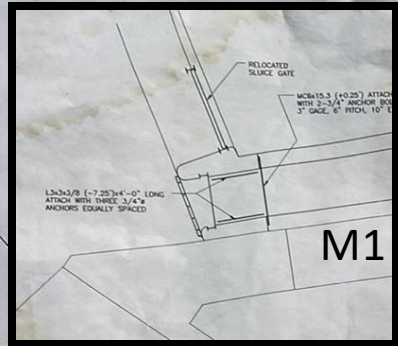 RELOCATED
SLUICE GATE
MC6x15.3 (+0.25') ATTACH
WITH 2-3/4" ANCHOR
3" GAGE, 6" PITCH, 10"
L3x3x3/8 (-7.25')x4'-0" LONG
ATTACH WITH THREE 3/4"ø
ANCHORS EQUALLY SPACED
M1